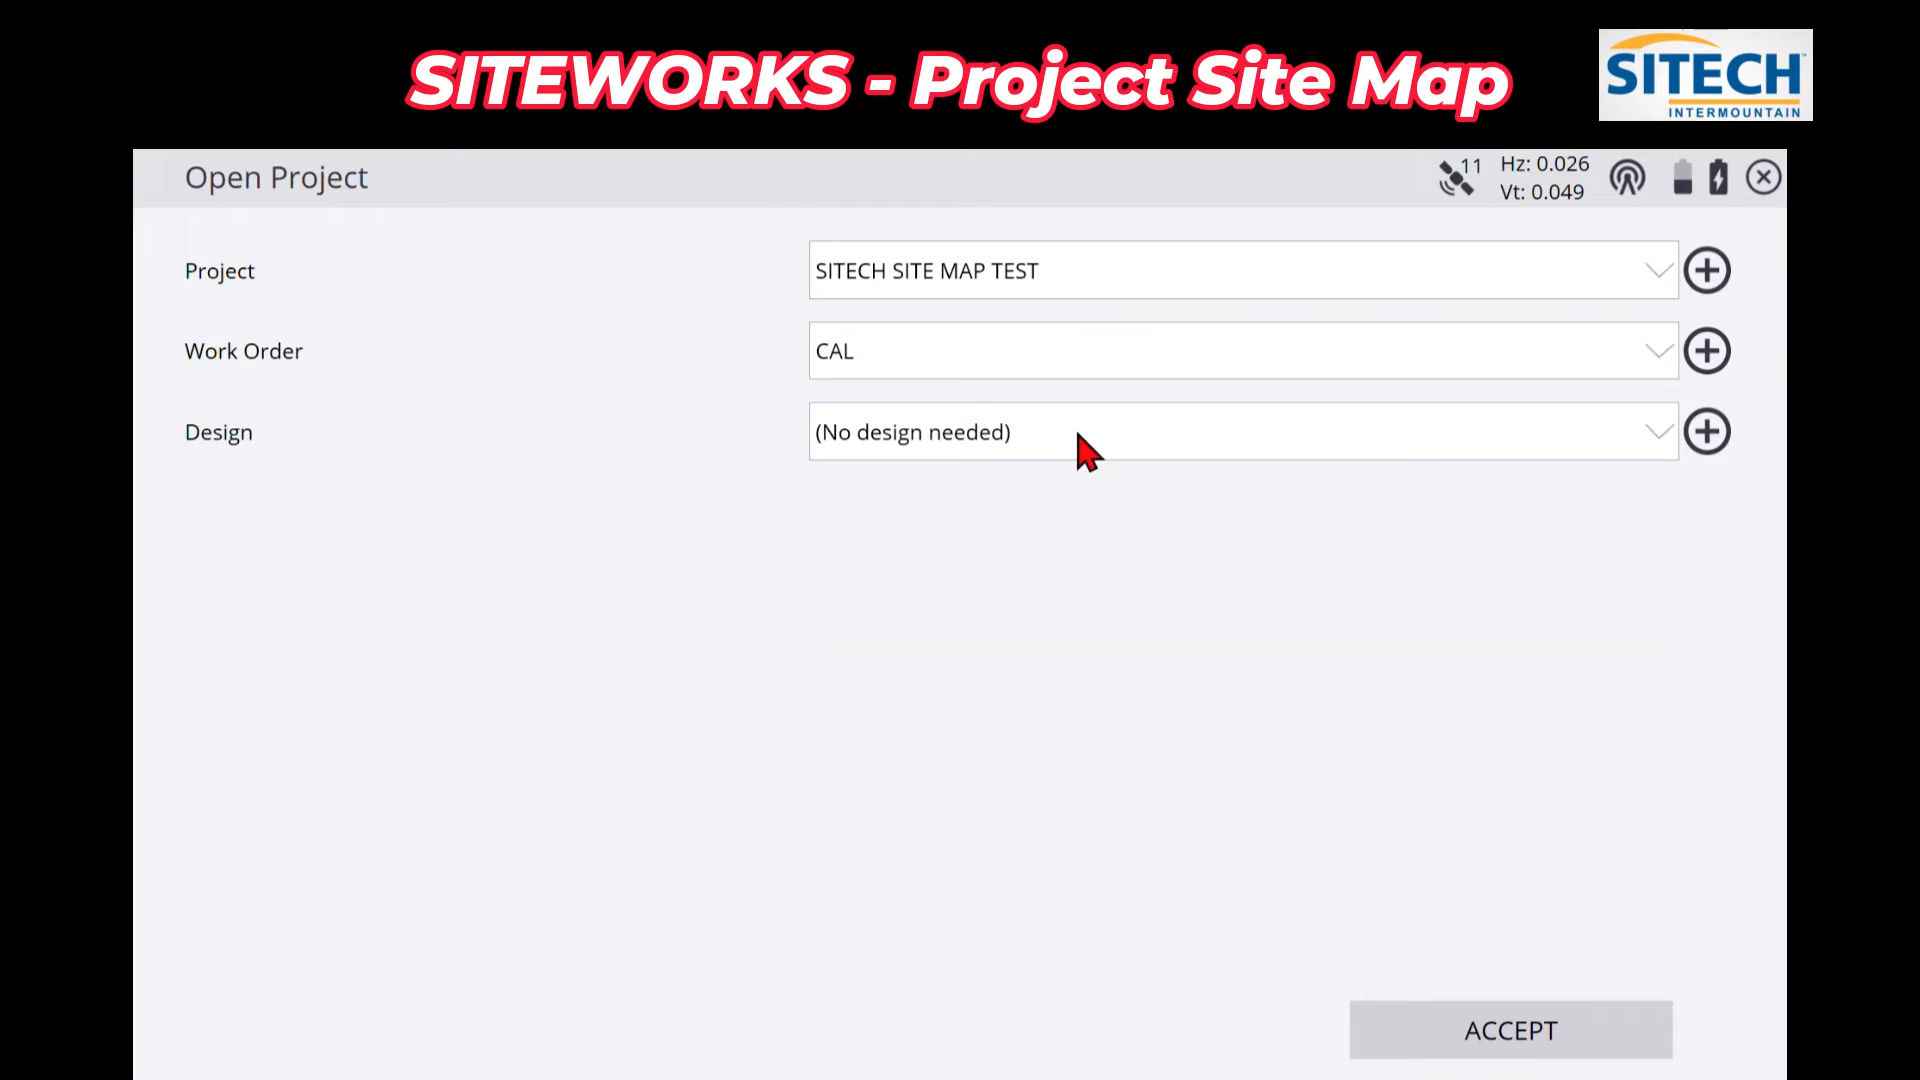 SITEWORKS - Project Site Map
SITECH™
INTERMOUNTAIN
Open Project
11
Hz: 0.026
Vt: 0.049
Project
SITECH SITE MAP TEST
Work Order
CAL
Design
(No design needed)
ACCEPT